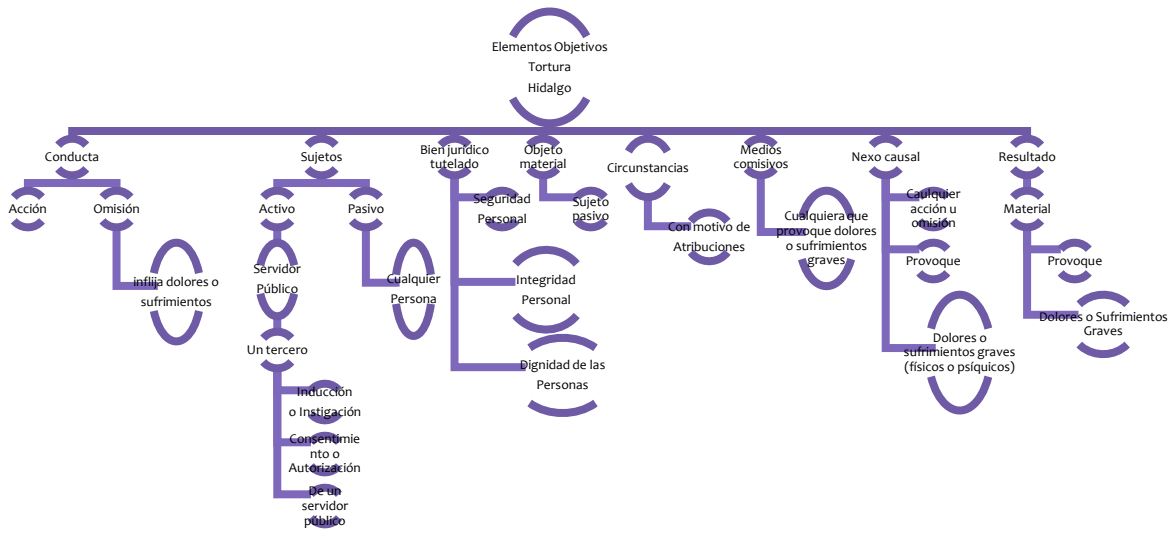 Elementos Objetivos
Tortura
Hidalgo
Conducta
Acción
Omisión
inflija dolores o
sufrimientos
Sujetos
Activo
Servidor
Público
Un tercero
Inducción
o Instigación
Consentimie
nto o
Autorización
De un
servidor
público
Pasivo
Cualquier
Persona
Bien jurídico
tutelado
Seguridad
Personal
Integridad
Personal
Dignidad de las
Personas
Objeto
material
Sujeto
pasivo
Circunstancias
Con motivo de
Atribuciones
Medios
comisivos
Cualquiera que
provoque dolores
o sufrimientos
graves
Nexo causal
Caulquier
acción u
omisión
Provoque
Dolores o
sufrimientos graves
(físicos o psíquicos)
Resultado
Material
Provoque
Dolores o Sufrimientos
Graves